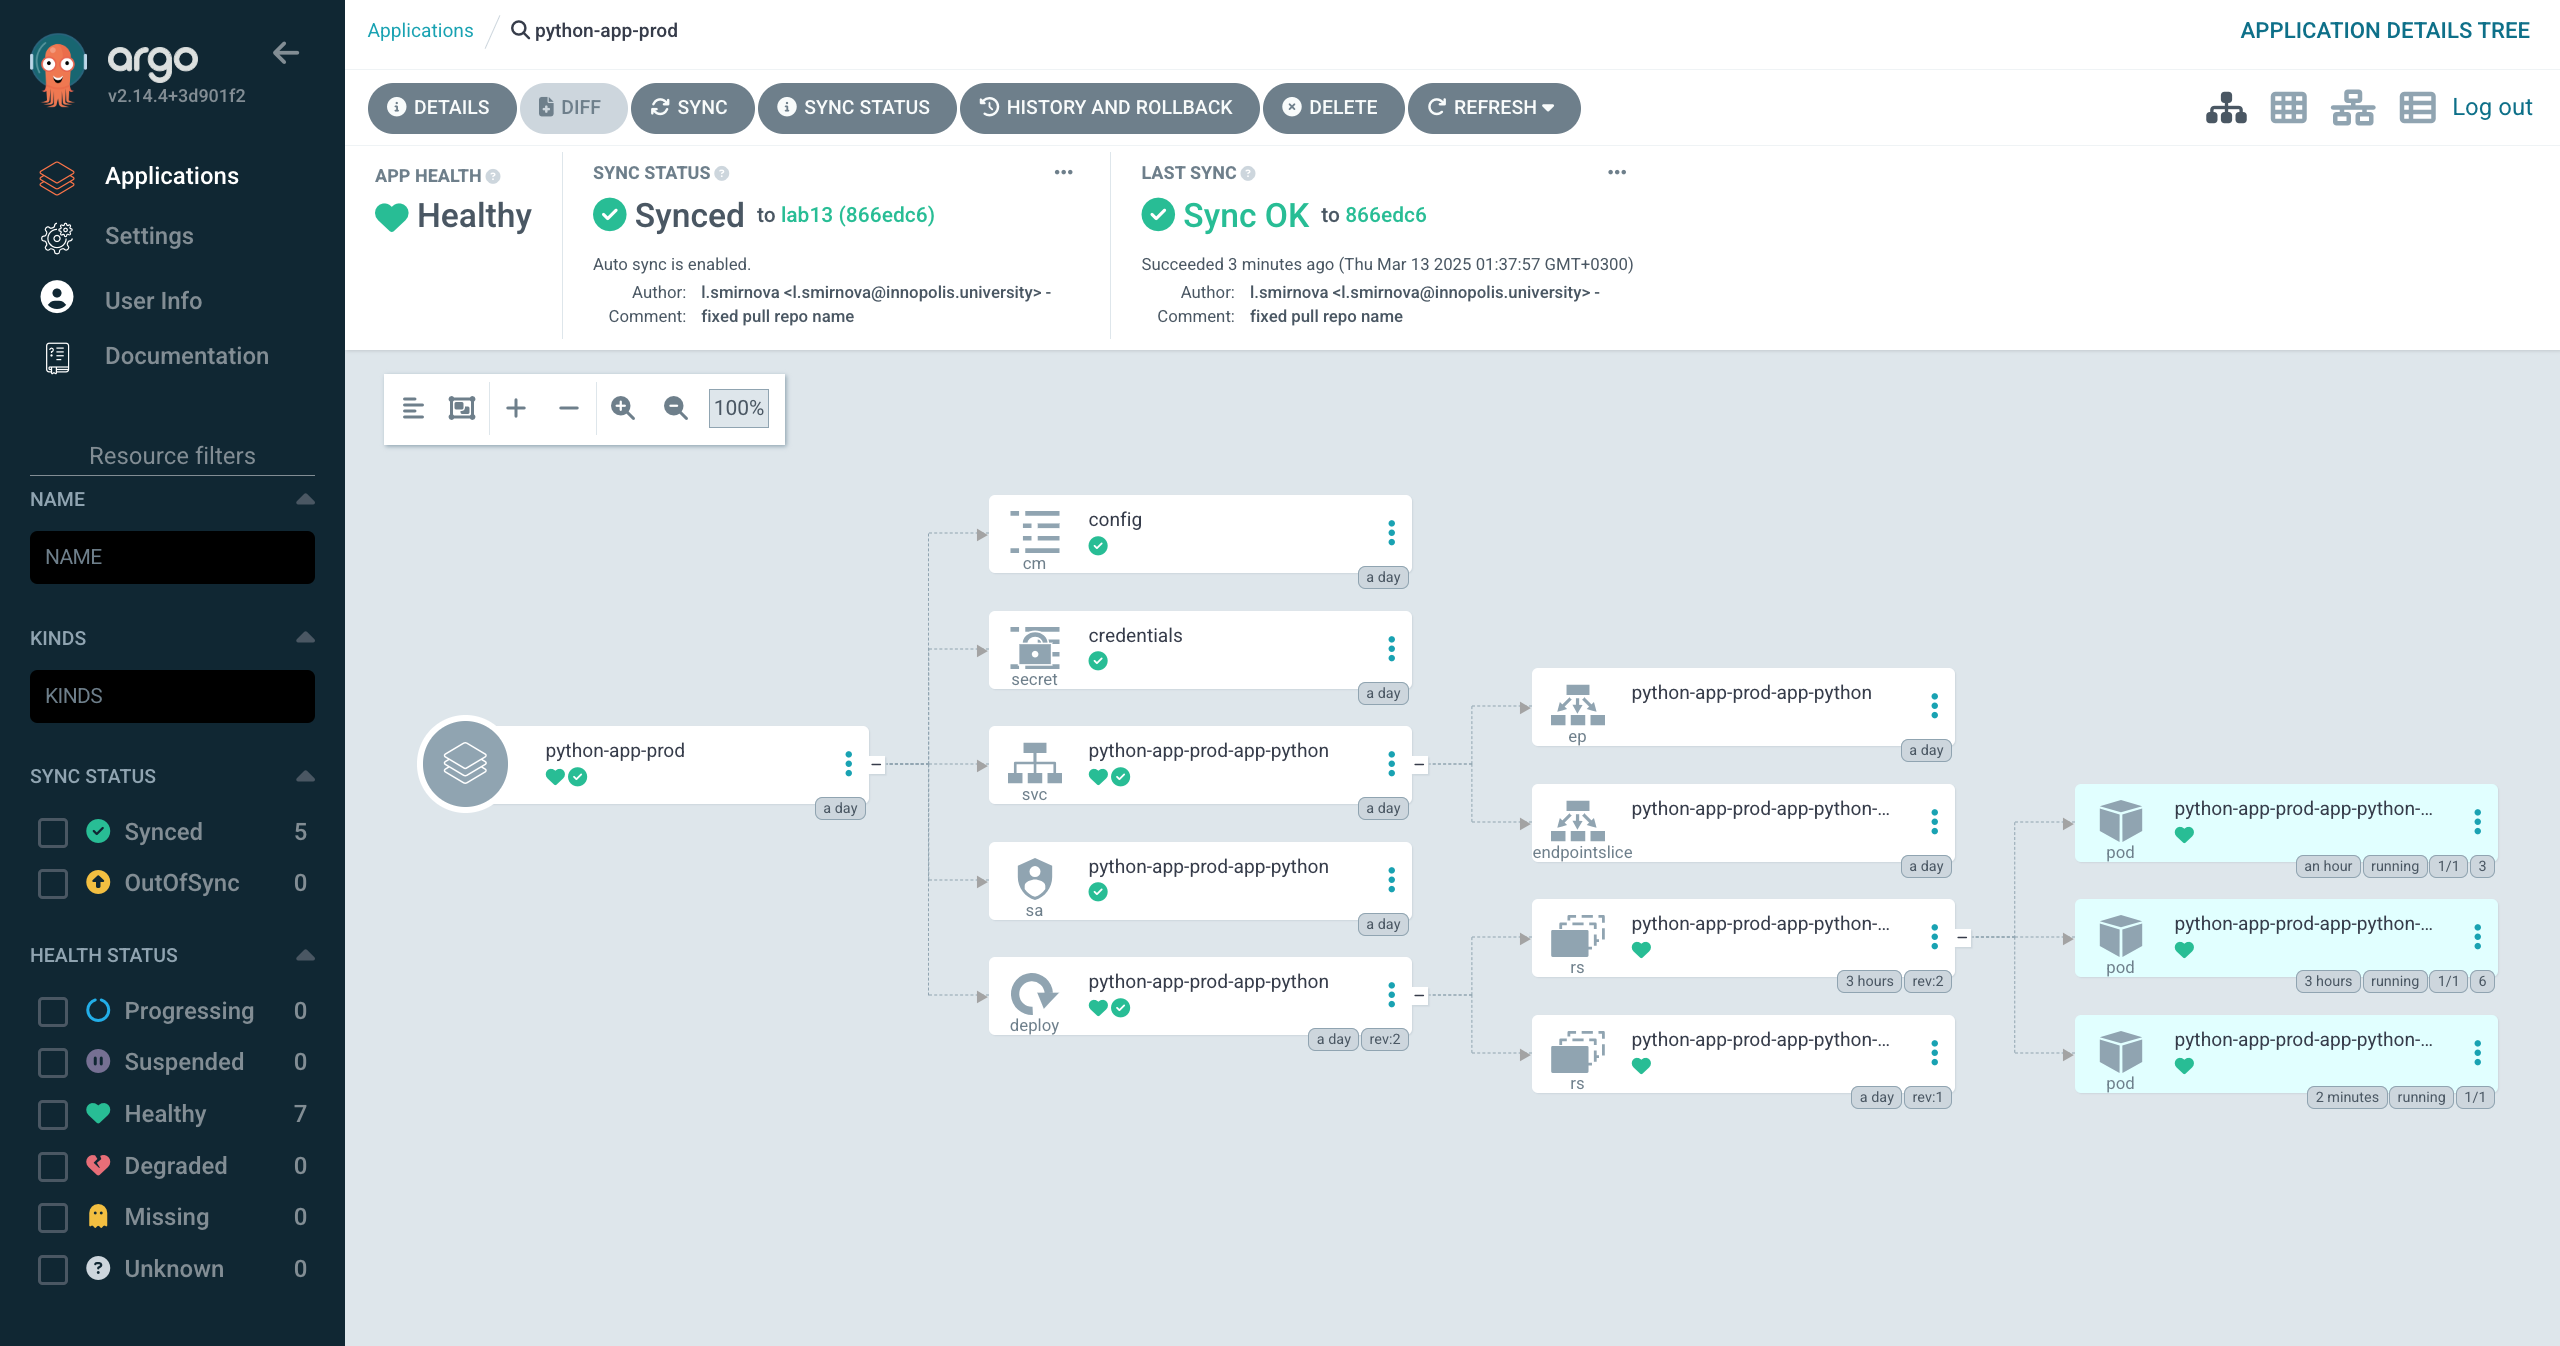 argo
v2.14.4+3d901f2
Applications
Settings
User Info
Documentation
Resource filters
NAME
NAME
KINDS
KINDS
SYNC STATUS
Synced 5
OutOfSync 0
HEALTH STATUS
Progressing 0
Suspended 0
Healthy 7
Degraded 0
Missing 0
Unknown 0
Applications / python-app-prod
APPLICATION DETAILS TREE
DETAILS DIFF SYNC SYNC STATUS HISTORY AND ROLLBACK DELETE REFRESH
Log out
APP HEALTH
Healthy
SYNC STATUS
Synced to lab13 (866edc6)
Auto sync is enabled.
Author: l.smirnova <l.smirnova@innopolis.university> -
Comment: fixed pull repo name
LAST SYNC
Sync OK to 866edc6
Succeeded 3 minutes ago (Thu Mar 13 2025 01:37:57 GMT+0300)
Author: l.smirnova <l.smirnova@innopolis.university> -
Comment: fixed pull repo name
100%
python-app-prod
a day
config
cm
a day
credentials
secret
a day
python-app-prod-app-python
svc
a day
python-app-prod-app-python
sa
a day
python-app-prod-app-python
deploy
a day rev:2
python-app-prod-app-python
ep
a day
python-app-prod-app-python-...
endpointslice
a day
python-app-prod-app-python-...
rs
3 hours rev:2
python-app-prod-app-python-...
rs
a day rev:1
python-app-prod-app-python-...
pod
an hour running 1/1 3
python-app-prod-app-python-...
pod
3 hours running 1/1 6
python-app-prod-app-python-...
pod
2 minutes running 1/1